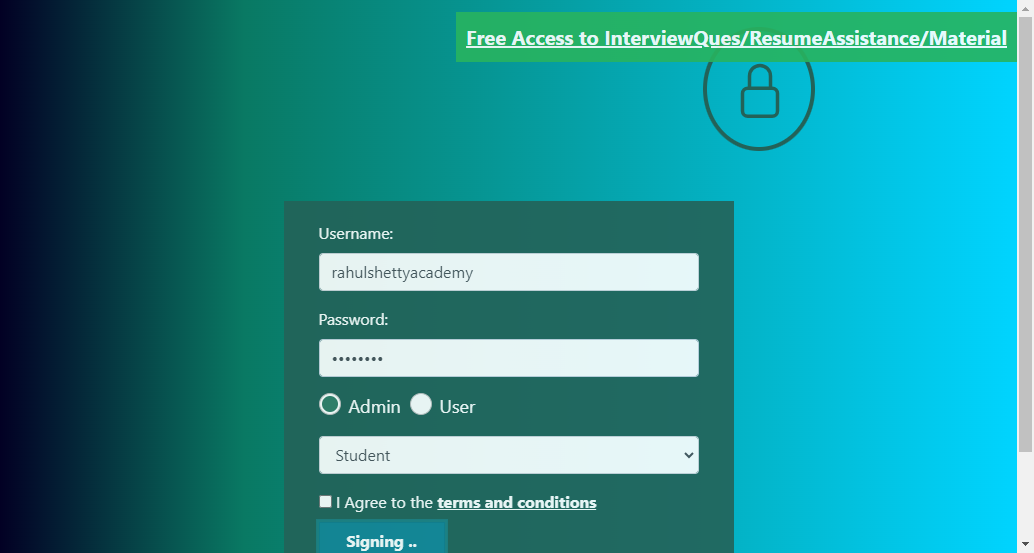 Free Access to InterviewQues/ResumeAssistance/Material
Username:
rahulshettyacademy
Password:
••••••••
Admin User
Student
I Agree to the terms and conditions
Signing ..